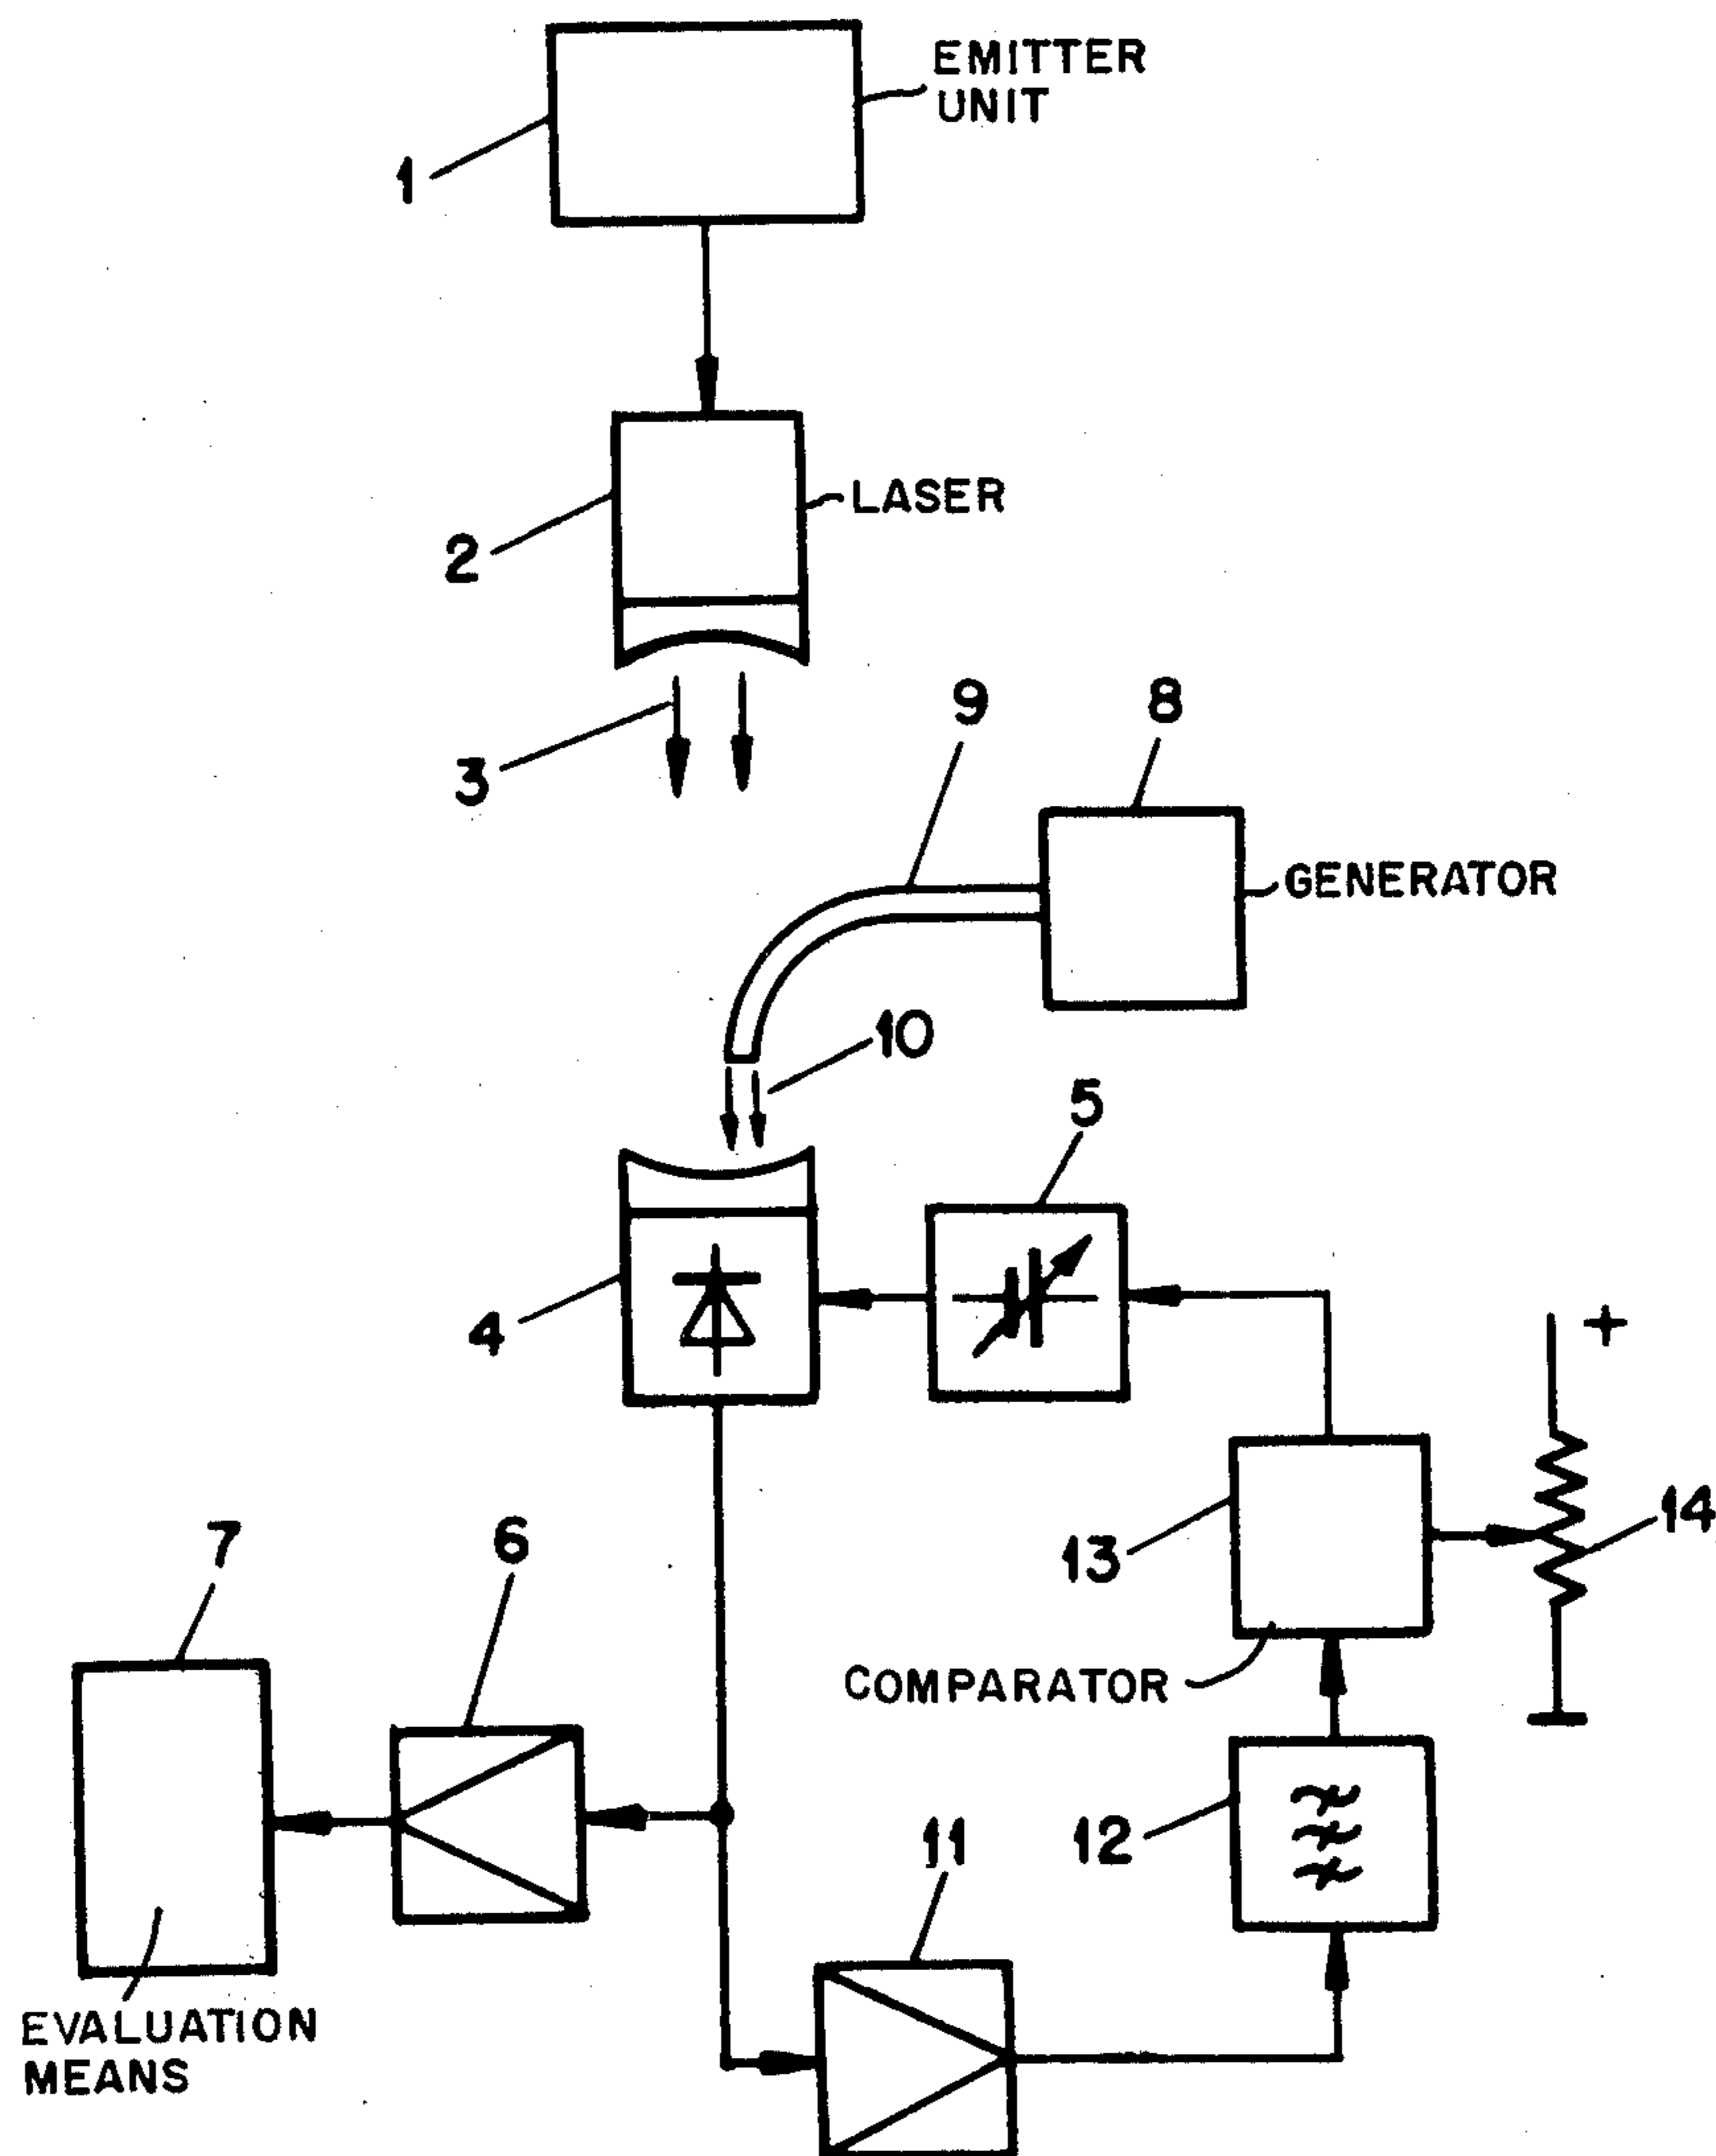 EMITTER
UNIT
1
LASER
2
3
9
8
GENERATOR
10
5
4
+
14
13
7
6
COMPARATOR
12
11
EVALUATION
MEANS